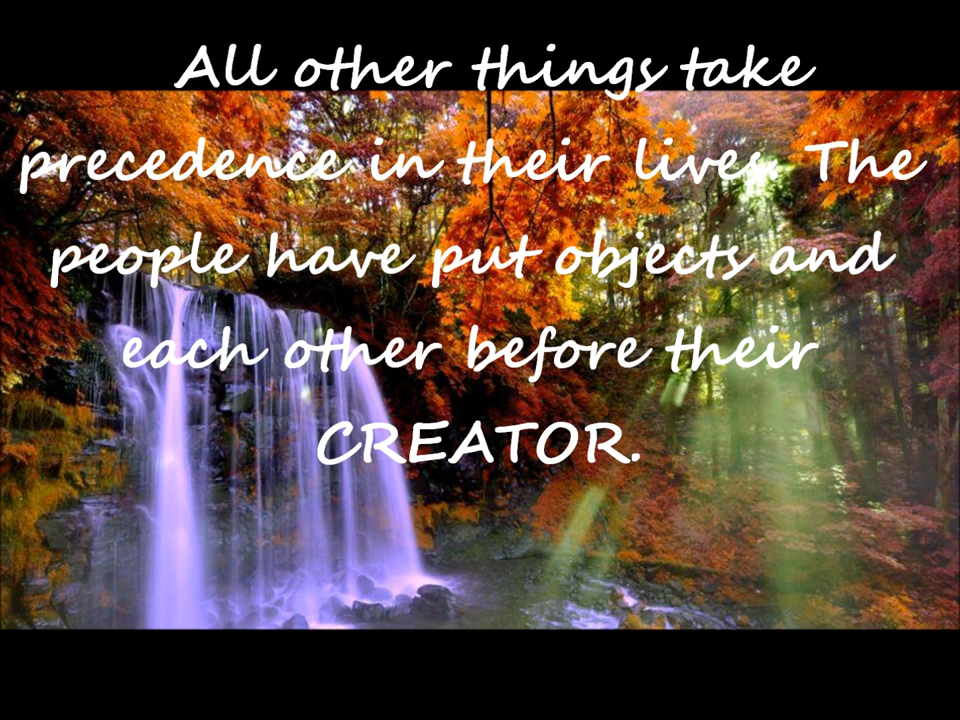 All other things take
precedence in their lives. The
people have put objects and
each other before their
CREATOR.